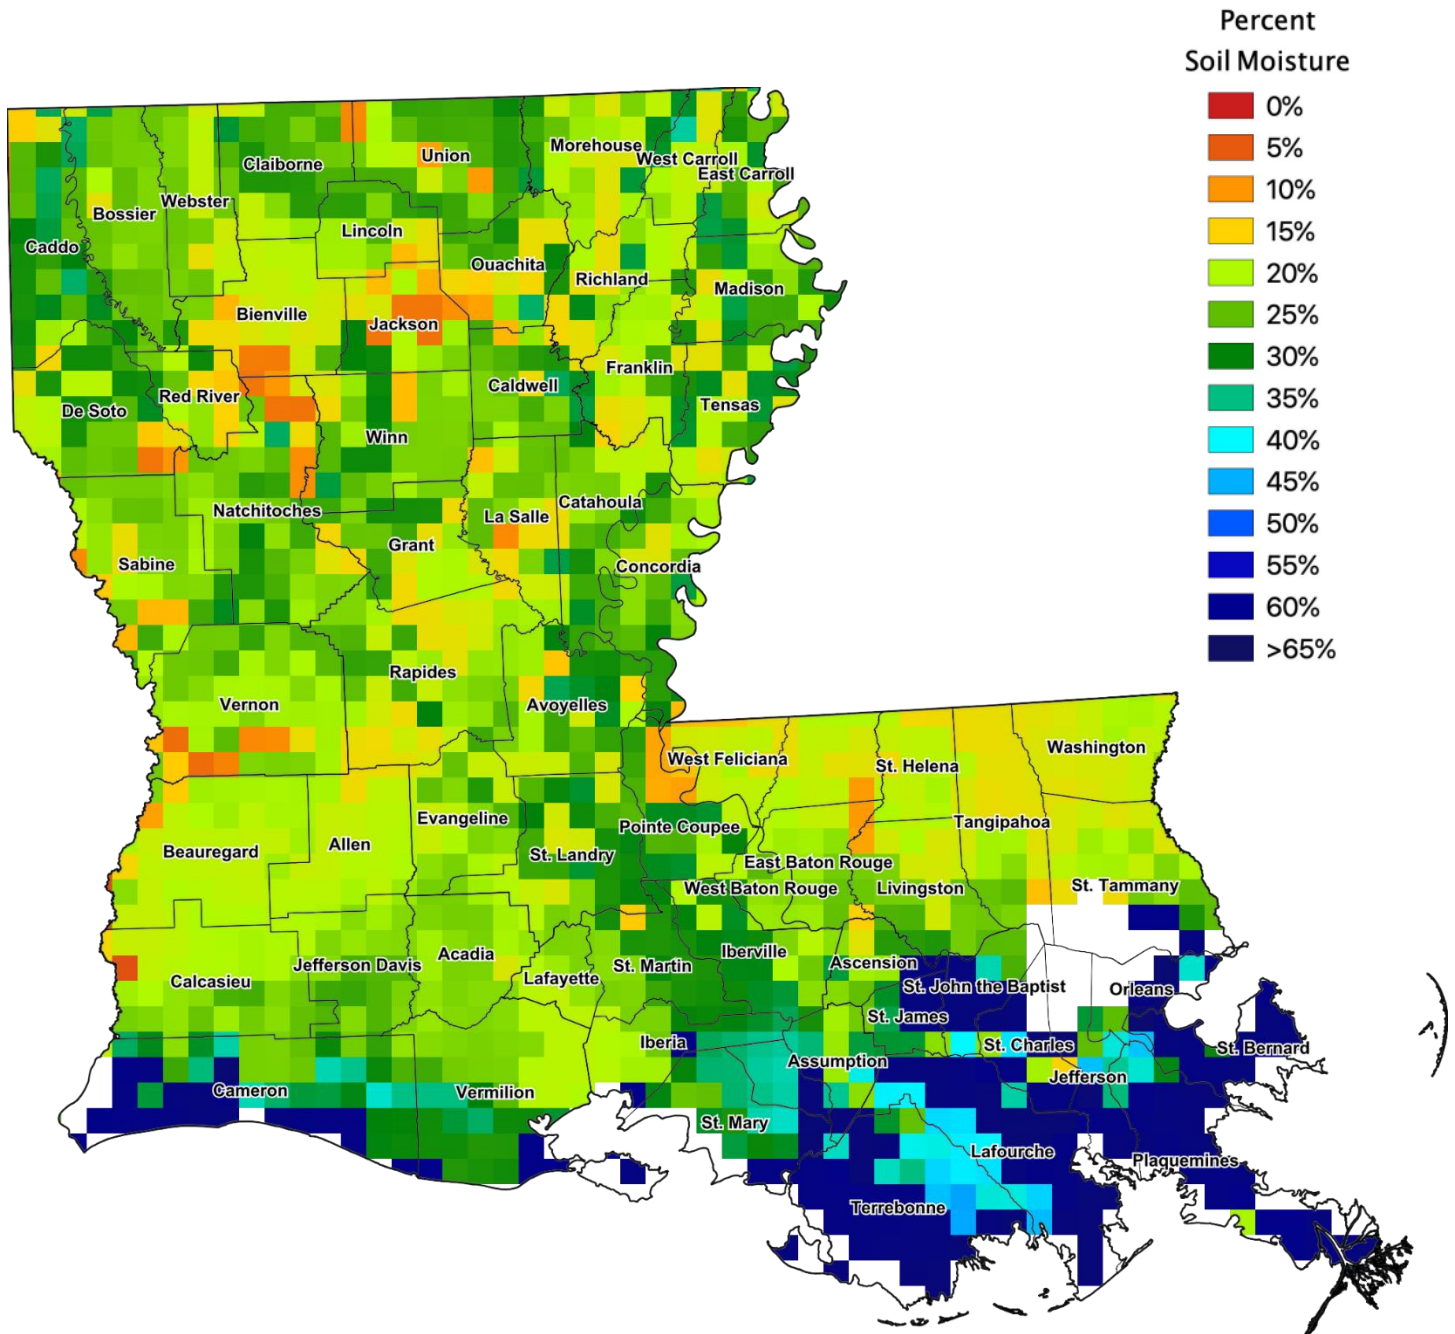 Percent
Soil Moisture
0%
5%
10%
15%
20%
25%
30%
35%
40%
45%
50%
55%
60%
>65%
Claiborne
Union
Morehouse
West Carroll
East Carroll
Bossier
Webster
Caddo
Lincoln
Ouachita
Richland
Madison
Bienville
Jackson
Franklin
Caldwell
Red River
De Soto
Tensas
Winn
Natchitoches
La Salle
Catahoula
Grant
Sabine
Concordia
Rapides
Vernon
Avoyelles
West Feliciana
St. Helena
Washington
Evangeline
Pointe Coupee
Tangipahoa
Beauregard
Allen
St. Landry
East Baton Rouge
West Baton Rouge
Livingston
St. Tammany
Acadia
Iberville
Jefferson Davis
Lafayette
St. Martin
Ascension
Calcasieu
St. John the Baptist
Orleans
St. James
Iberia
St. Charles
St. Bernard
Assumption
Jefferson
Cameron
Vermilion
St. Mary
Lafourche
Plaquemines
Terrebonne